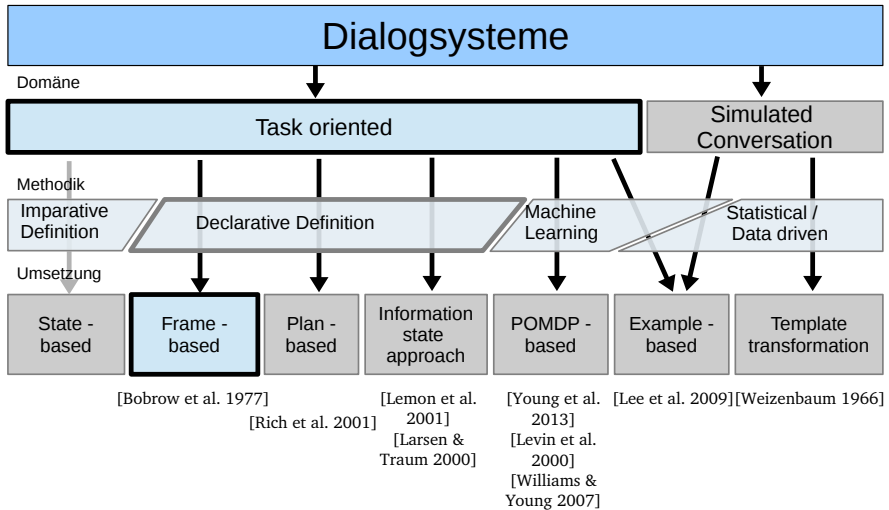 Dialogsysteme
Domäne
Task oriented
Simulated
Conversation
Methodik
Imparative
Definition
Declarative Definition
Machine
Learning
Statistical /
Data driven
Umsetzung
State -
based
Frame -
based
Plan -
based
Information
state
approach
POMDP -
based
Example -
based
Template
transformation
[Bobrow et al. 1977]
[Rich et al. 2001]
[Lemon et al.
2001]
[Larsen &
Traum 2000]
[Young et al.
2013]
[Levin et al.
2000]
[Williams &
Young 2007]
[Lee et al. 2009]
[Weizenbaum 1966]